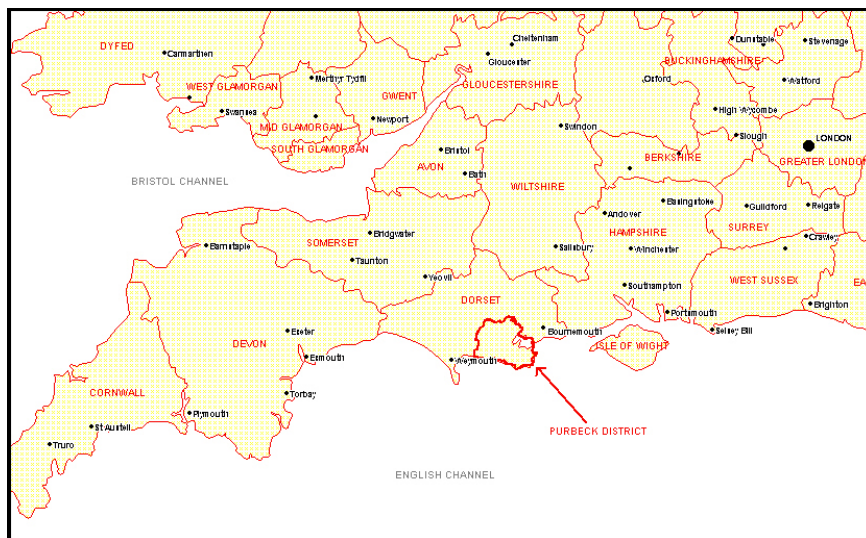 Cheltenham
Dunstable
Stevenage
DYFED
Carmarthen
Gloucester
BUCKINGHAMSHIRE
Merthyr Tydfil
Oxford
Watford
WEST GLAMORGAN
GWENT
GLOUCESTERSHIRE
Swansea
High Wycombe
Newport
MID GLAMORGAN
Swindon
Slough
LONDON
SOUTH GLAMORGAN
Bristol
BERKSHIRE
GREATER LONDON
AVON
Bath
BRISTOL CHANNEL
WILTSHIRE
Basingstoke
Guildford
Reigate
Andover
SURREY
Bridgwater
HAMPSHIRE
Crawley
SOMERSET
Barnstaple
Salisbury
Winchester
Taunton
Yeovil
WEST SUSSEX
EA
Southampton
DORSET
Brighton
Portsmouth
Exeter
Bournemouth
Selsey Bill
DEVON
ISLE OF WIGHT
Exmouth
Weymouth
CORNWALL
Torbay
Plymouth
St Austell
PURBECK DISTRICT
Truro
ENGLISH CHANNEL